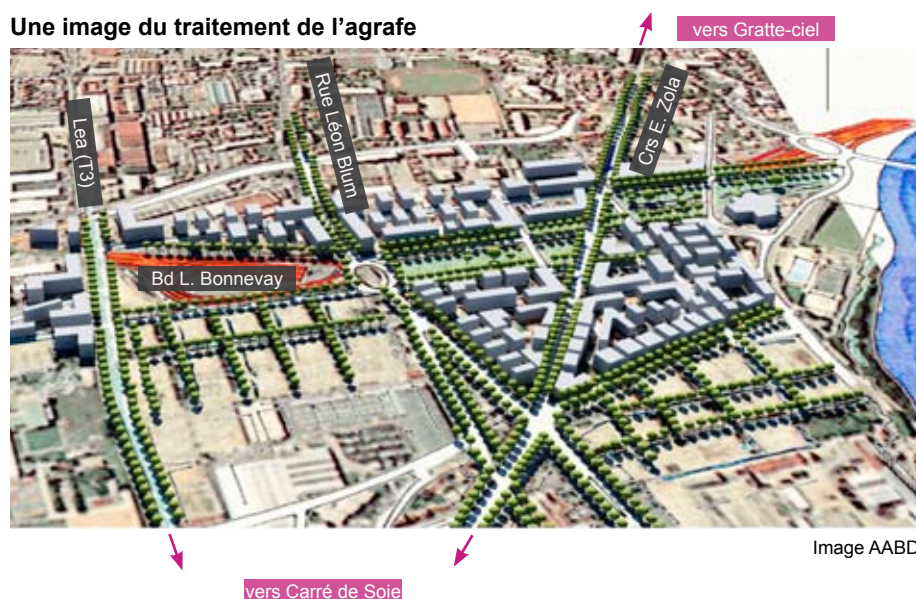 Une image du traitement de l'agrafe
vers Gratte-ciel
Lea (T3)
Rue Léon Blum
Crs E. Zola
Bd L. Bonnevay
Image AABD
vers Carré de Soie